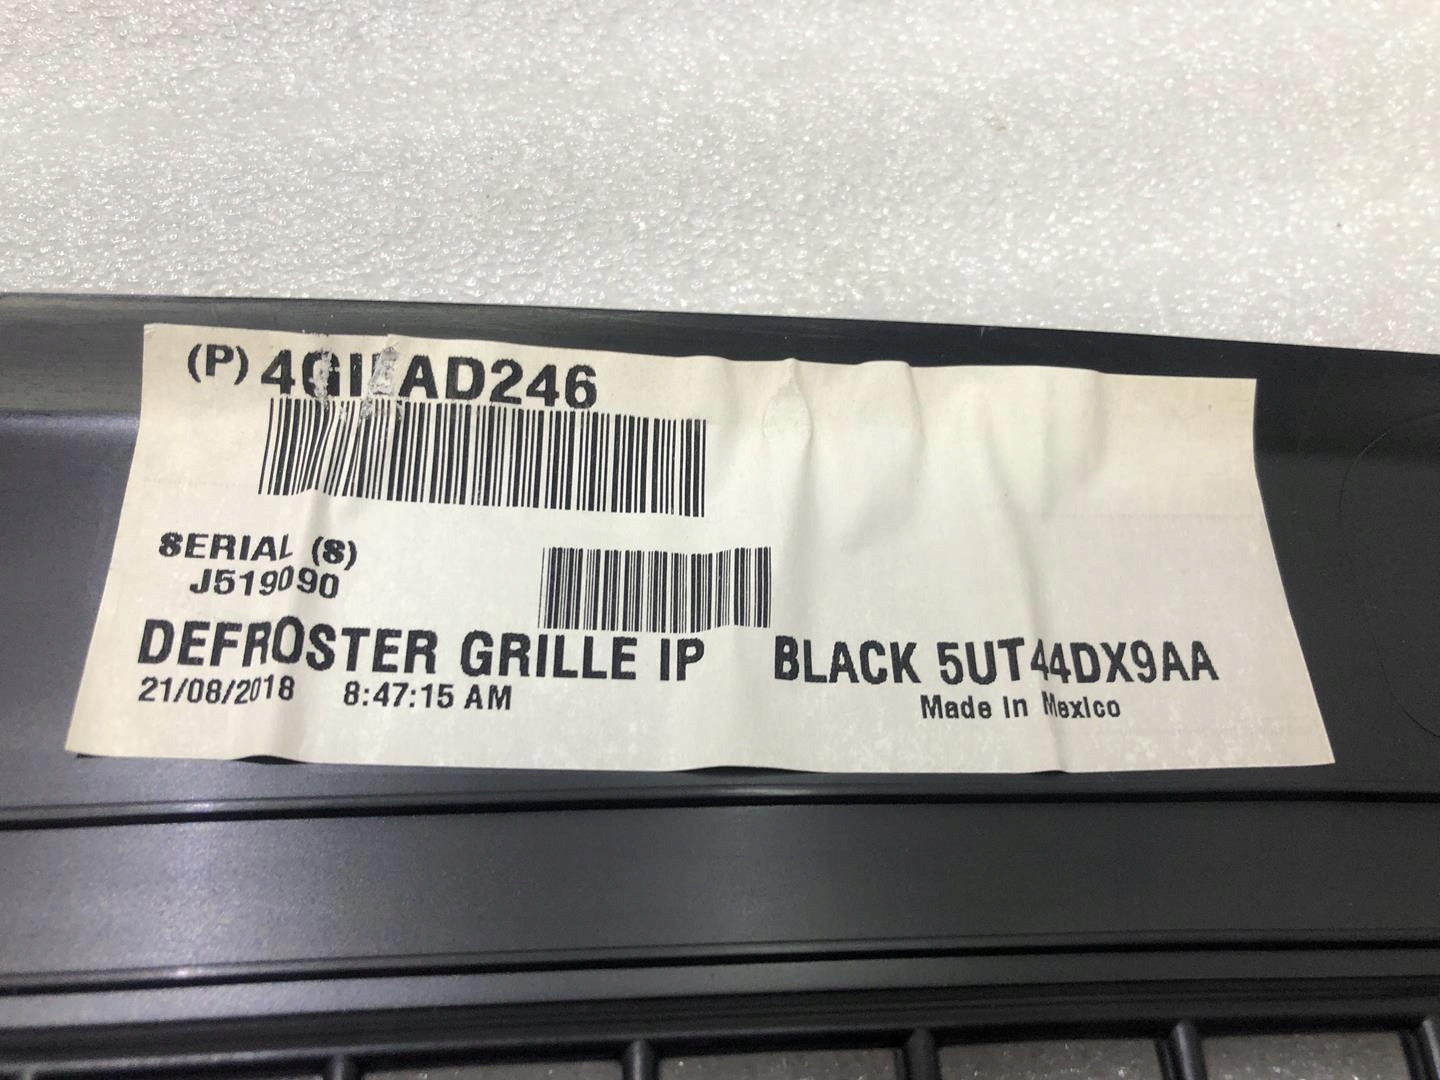 (P)
SERIAL (S)
J519090
DEFROSTER GRILLE IP BLACK 5UT44DX9AA
21/08/2018 8:47:15 AM
Made in Mexico